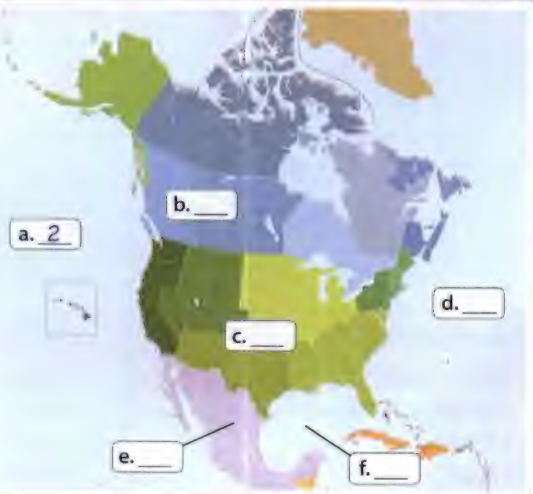 b. ___
a. 2
d. ___
c. ___
e. ___
f. ___